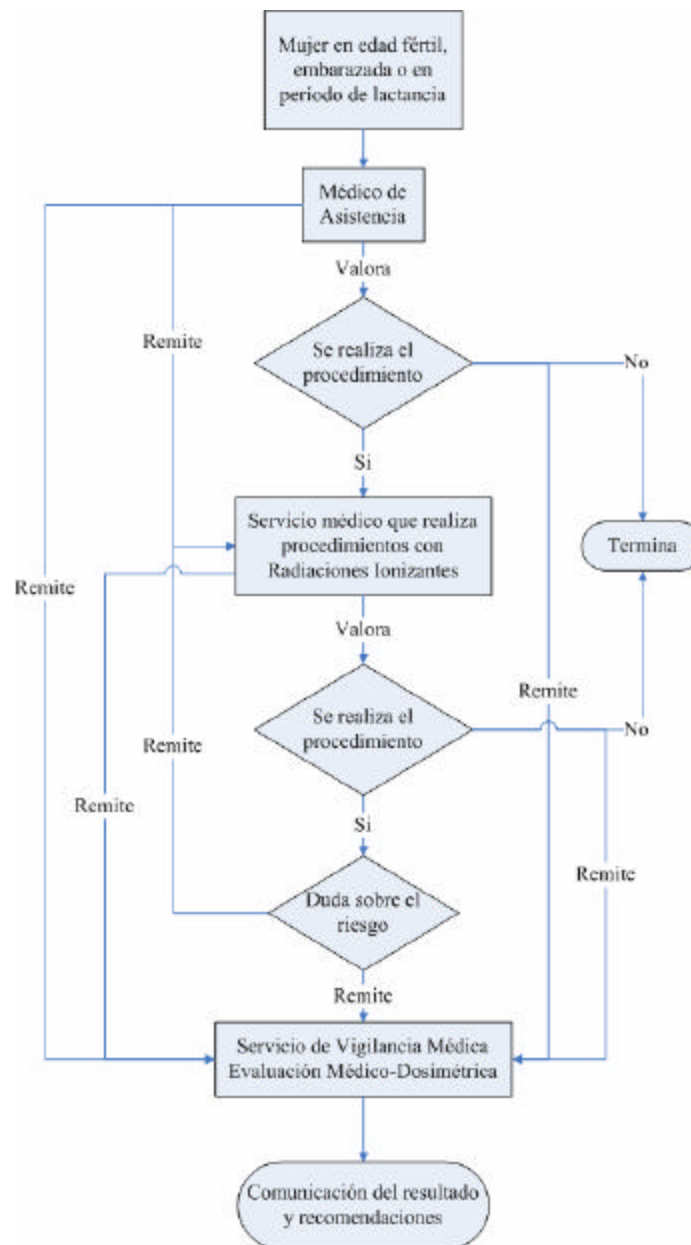 Mujer en edad fértil,
embarazada o en
período de lactancia
Médico de
Asistencia
Valora
Remite
Se realiza el
procedimiento
No
Si
Servicio médico que realiza
procedimientos con
Radiaciones Ionizantes
Termina
Remite
Valora
Remite
Se realiza el
procedimiento
No
Remite
Remite
Si
Remite
Duda sobre el
riesgo
Remite
Servicio de Vigilancia Médica
Evaluación Médico-Dosimétrica
Comunicación del resultado
y recomendaciones